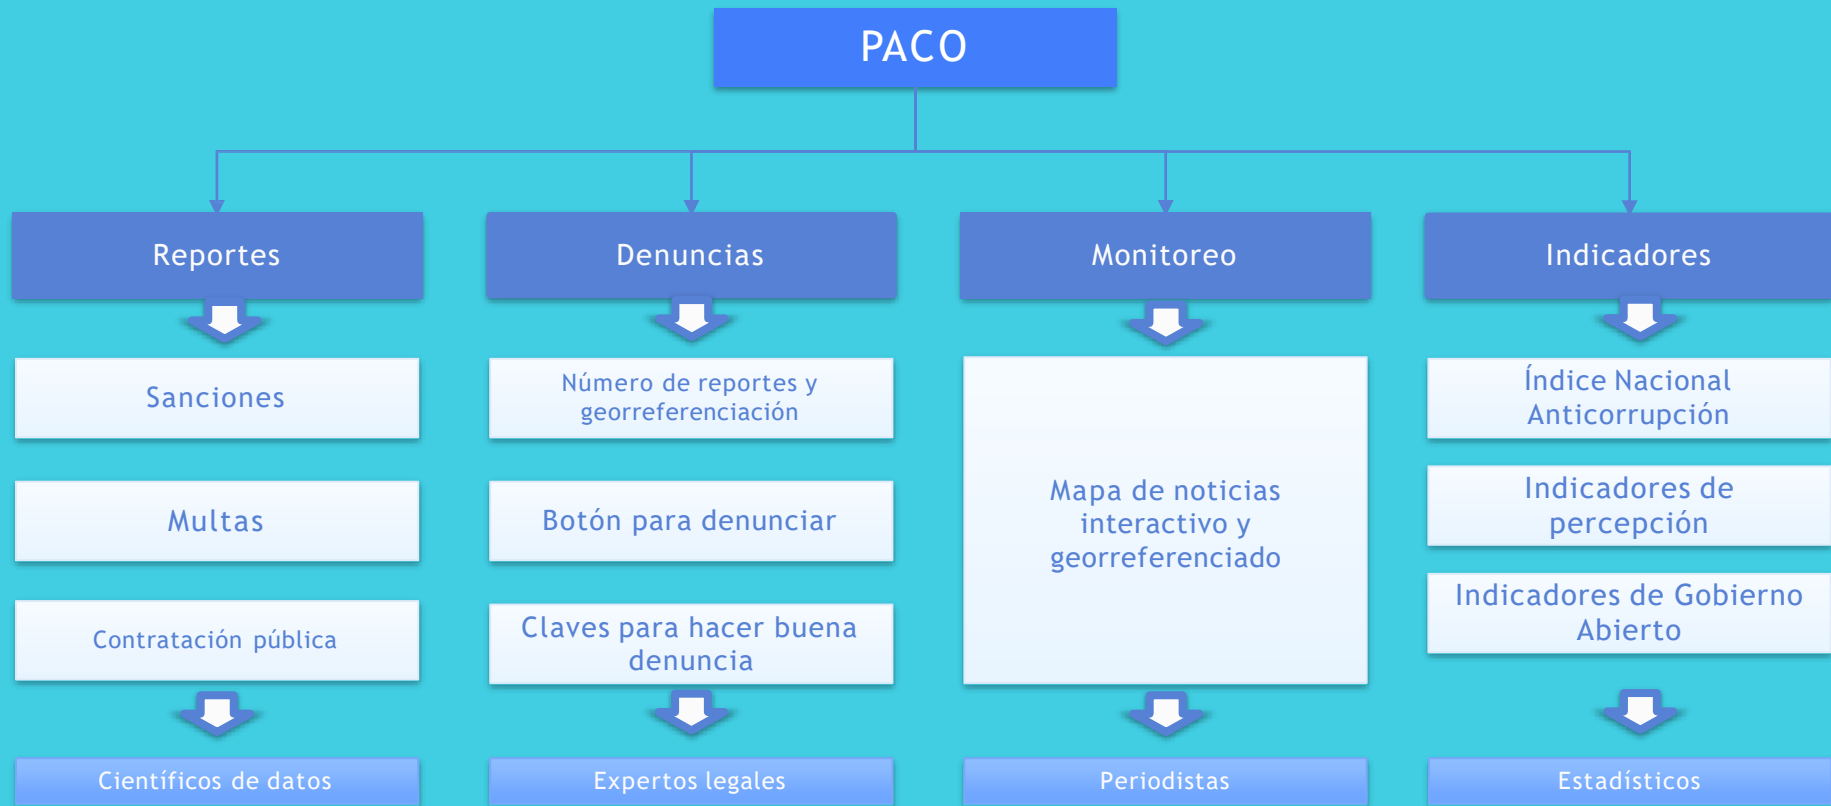 PACO
Reportes
Denuncias
Monitoreo
Indicadores
Sanciones
Multas
Contratación pública
Científicos de datos
Número de reportes y
georreferenciación
Botón para denunciar
Claves para hacer buena
denuncia
Expertos legales
Mapa de noticias
interactivo y
georreferenciado
Periodistas
Índice Nacional
Anticorrupción
Indicadores de
percepción
Indicadores de Gobierno
Abierto
Estadísticos